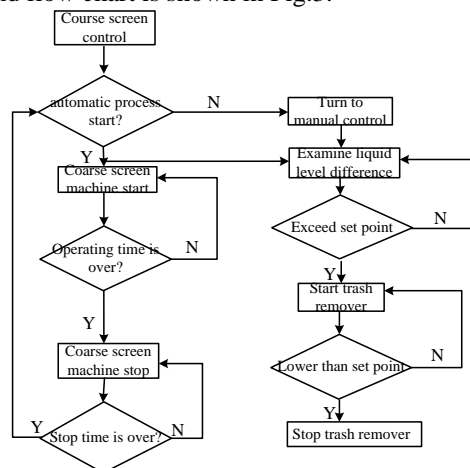 nd flow chart is shown in Fig.3.
Course screen
control
automatic process
start?
N
Turn to
manual control
Y
Coarse screen
machine start
Examine liquid
level difference
Operating time is
over?
N
Exceed set point
N
Y
Start trash
remover
Y
Coarse screen
machine stop
Lower than set point
N
Y
Stop time is over?
N
Y
Stop trash remover